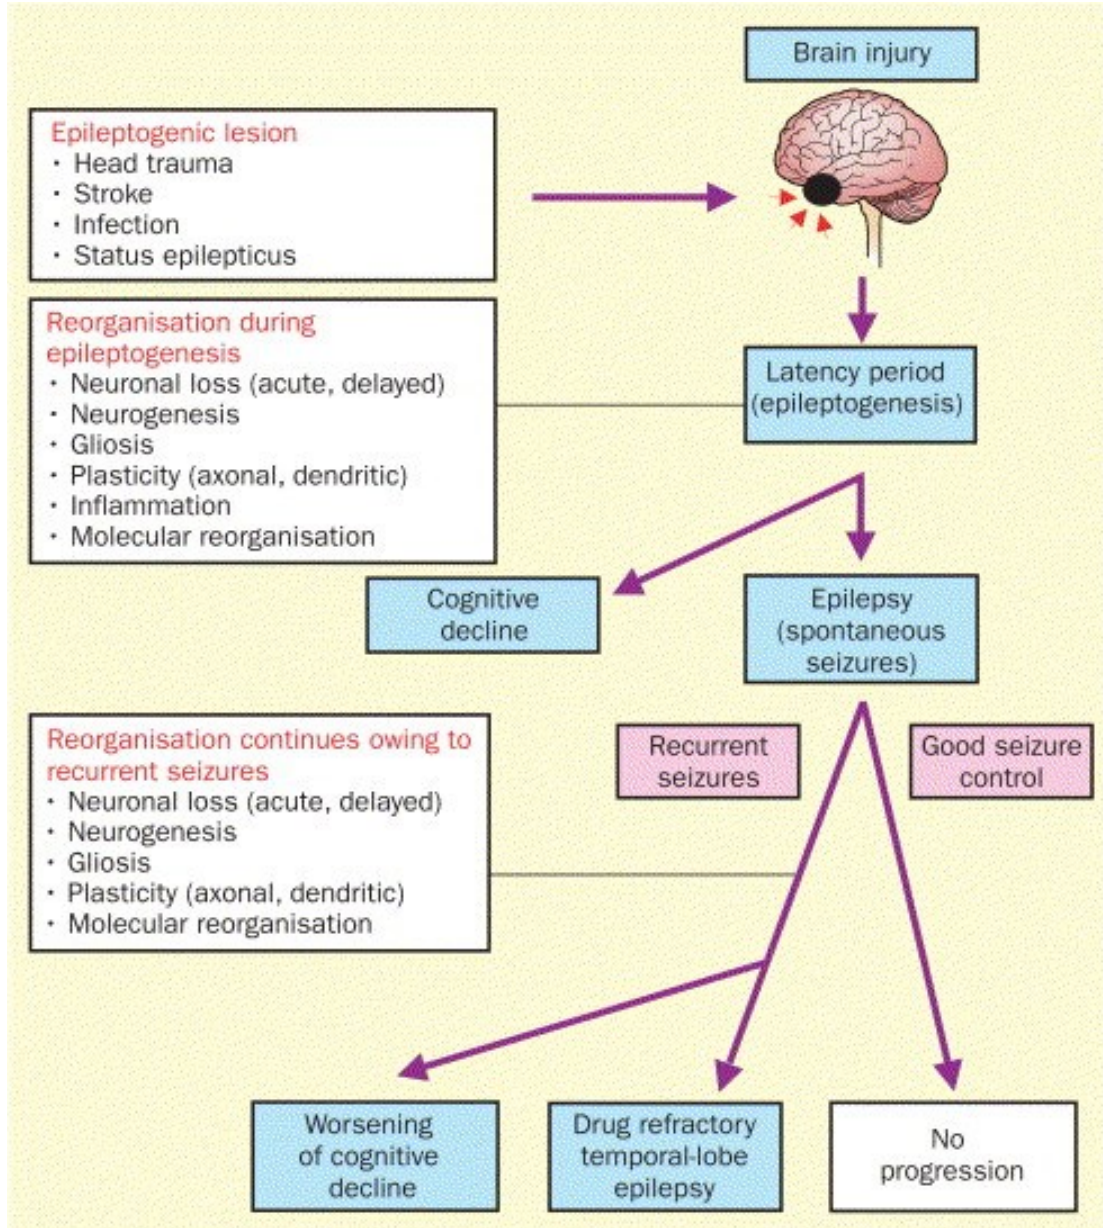 Brain injury
Epileptogenic lesion
· Head trauma
· Stroke
· Infection
· Status epilepticus
Reorganisation during
epileptogenesis
· Neuronal loss (acute, delayed)
· Neurogenesis
· Gliosis
· Plasticity (axonal, dendritic)
· Inflammation
· Molecular reorganisation
Latency period
(epileptogenesis)
Cognitive
decline
Epilepsy
(spontaneous
seizures)
Reorganisation continues owing to
recurrent seizures
· Neuronal loss (acute, delayed)
· Neurogenesis
· Gliosis
· Plasticity (axonal, dendritic)
· Molecular reorganisation
Recurrent
seizures
Good seizure
control
Worsening
of cognitive
decline
Drug refractory
temporal-lobe
epilepsy
No
progression